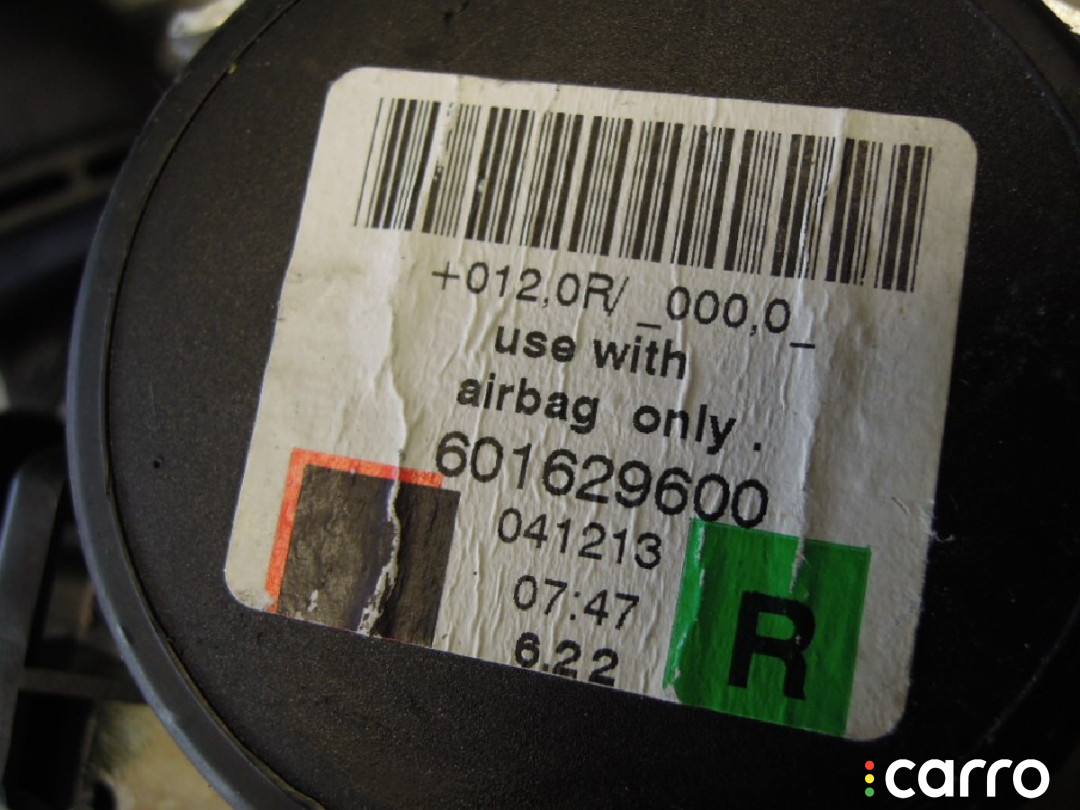 +012,0R/ _000,0_
use with
airbag only.
601629600
041213
07:47
6.22
R
carro